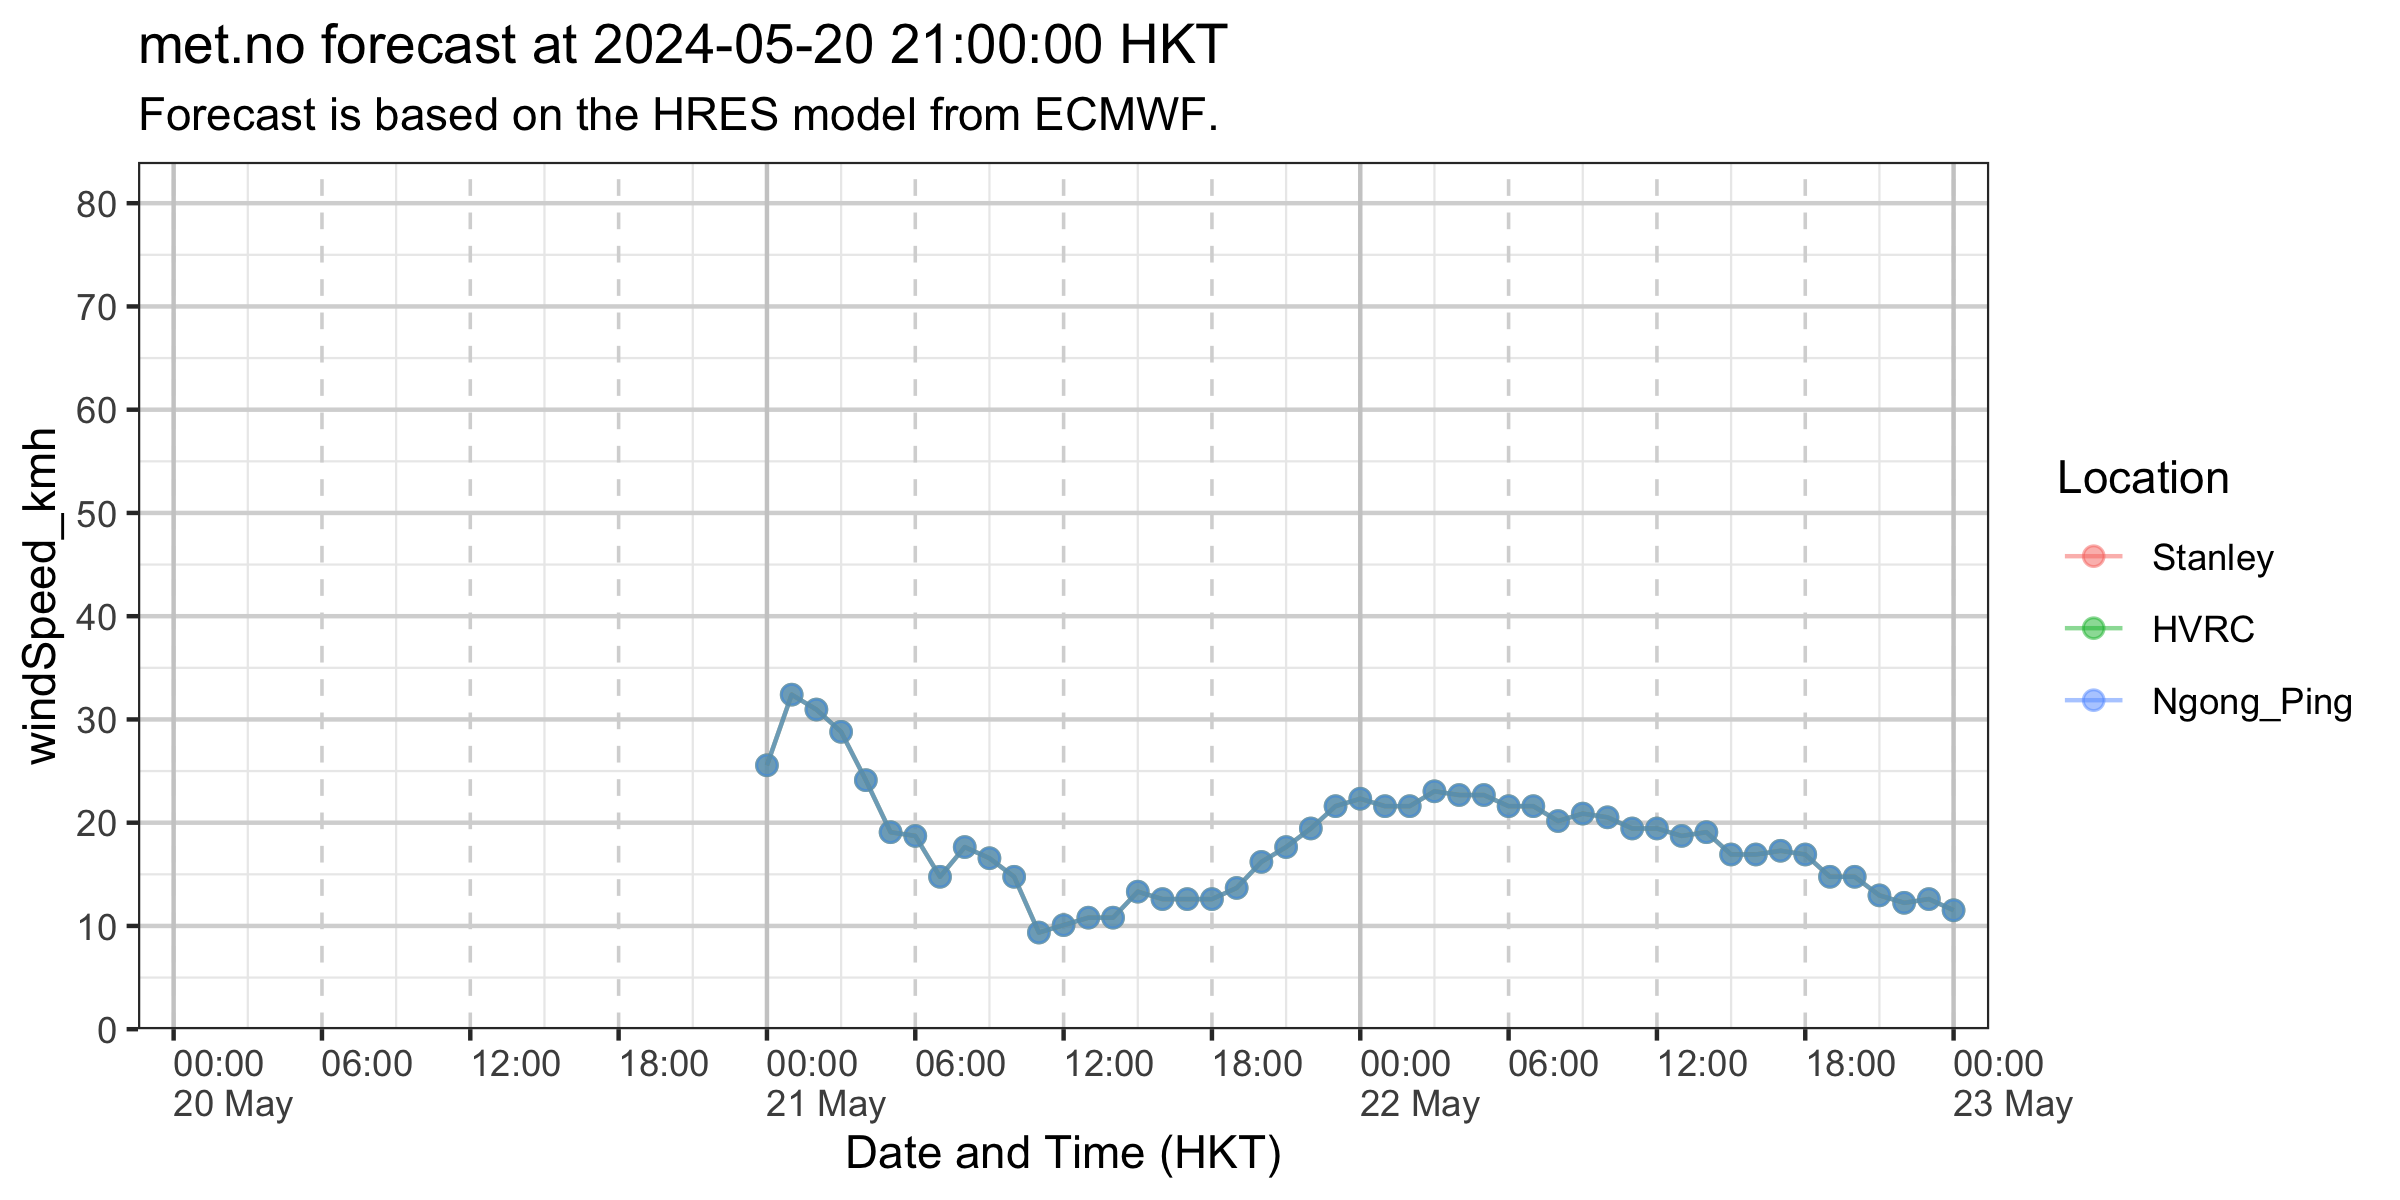 met.no forecast at 2024-05-20 21:00:00 HKT
Forecast is based on the HRES model from ECMWF.
windSpeed_kmh
80
70
60
50
40
30
20
10
0
00:00 06:00 12:00 18:00 00:00 06:00 12:00 18:00 00:00 06:00 12:00 18:00 00:00
20 May 21 May 22 May 23 May
Date and Time (HKT)
Location
Stanley
HVRC
Ngong_Ping